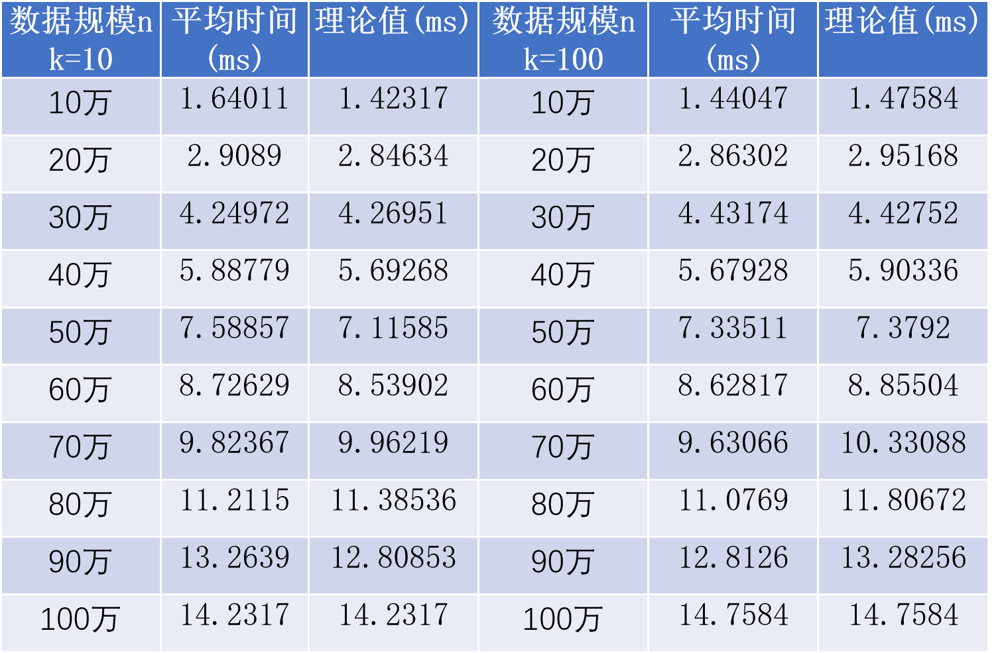 数据规模n 平均时间 理论值(ms) 数据规模n 平均时间 理论值(ms)
k=10 (ms) k=100 (ms)
10万 1.64011 1.42317 10万 1.44047 1.47584
20万 2.9089 2.84634 20万 2.86302 2.95168
30万 4.24972 4.26951 30万 4.43174 4.42752
40万 5.88779 5.69268 40万 5.67928 5.90336
50万 7.58857 7.11585 50万 7.33511 7.3792
60万 8.72629 8.53902 60万 8.62817 8.85504
70万 9.82367 9.96219 70万 9.63066 10.33088
80万 11.2115 11.38536 80万 11.0769 11.80672
90万 13.2639 12.80853 90万 12.8126 13.28256
100万 14.2317 14.2317 100万 14.7584 14.7584